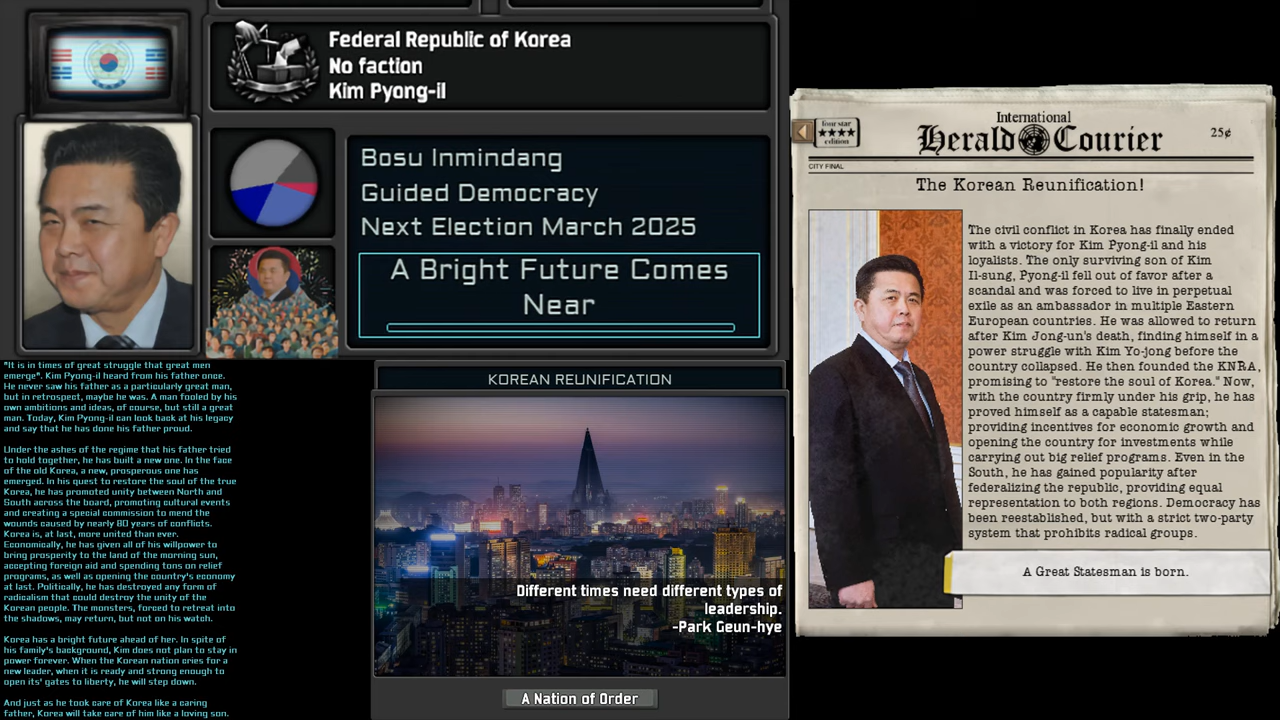 Federal Republic of Korea
No faction
Kim Pyong-il
Bosu Inmindang
Guided Democracy
Next Election March 2025
A Bright Future Comes
Near
"It is in times of great struggle that great men
emerge". Kim Pyong-il heard from his father once.
He never saw his father as a particularly great man,
but in retrospect, maybe he was. A man fooled by his
own ambitions and ideas, of course, but still a great
man. Today, Kim Pyong-il can look back at his legacy
and say that he has done his father proud.
Under the ashes of the regime that his father tried
to hold together, he has built a new one. In the face
of the old Korea, a new, prosperous one has
emerged. In his quest to restore the soul of the true
Korea, he has promoted unity between North and
South across the board, promoting cultural events
and creating a special commission to mend the
wounds caused by nearly 80 years of conflicts.
Korea is, at last, more united than ever.
Economically, he has given all of his willpower to
bring prosperity to the land of the morning sun,
accepting foreign aid and spending tons on relief
programs, as well as opening the country's economy
at last. Politically, he has destroyed any form of
radicalism that could destroy the unity of the
Korean people. The monsters, forced to retreat into
the shadows, may return, but not on his watch.
Korea has a bright future ahead of her. In spite of
his family's background, Kim does not plan to stay in
power forever. When the Korean nation cries for a
new leader, when it is ready and strong enough to
open its' gates to liberty, he will step down.
And just as he took care of Korea like a caring
father, Korea will take care of him like a loving son.
KOREAN REUNIFICATION
Different times need different types of
leadership.
-Park Geun-hye
A Nation of Order
four star
edition
International
Herald Courier
25¢
CITY FINAL
The Korean Reunification!
The civil conflict in Korea has finally ended
with a victory for Kim Pyong-il and his
loyalists. The only surviving son of Kim
Il-sung, Pyong-il fell out of favor after a
scandal and was forced to live in perpetual
exile as an ambassador in multiple Eastern
European countries. He was allowed to return
after Kim Jong-un's death, finding himself in a
power struggle with Kim Yo-jong before the
country collapsed. He then founded the KNRA,
promising to "restore the soul of Korea." Now,
with the country firmly under his grip, he has
proved himself as a capable statesman;
providing incentives for economic growth and
opening the country for investments while
carrying out big relief programs. Even in the
South, he has gained popularity after
federalizing the republic, providing equal
representation to both regions. Democracy has
been reestablished, but with a strict two-party
system that prohibits radical groups.
A Great Statesman is born.